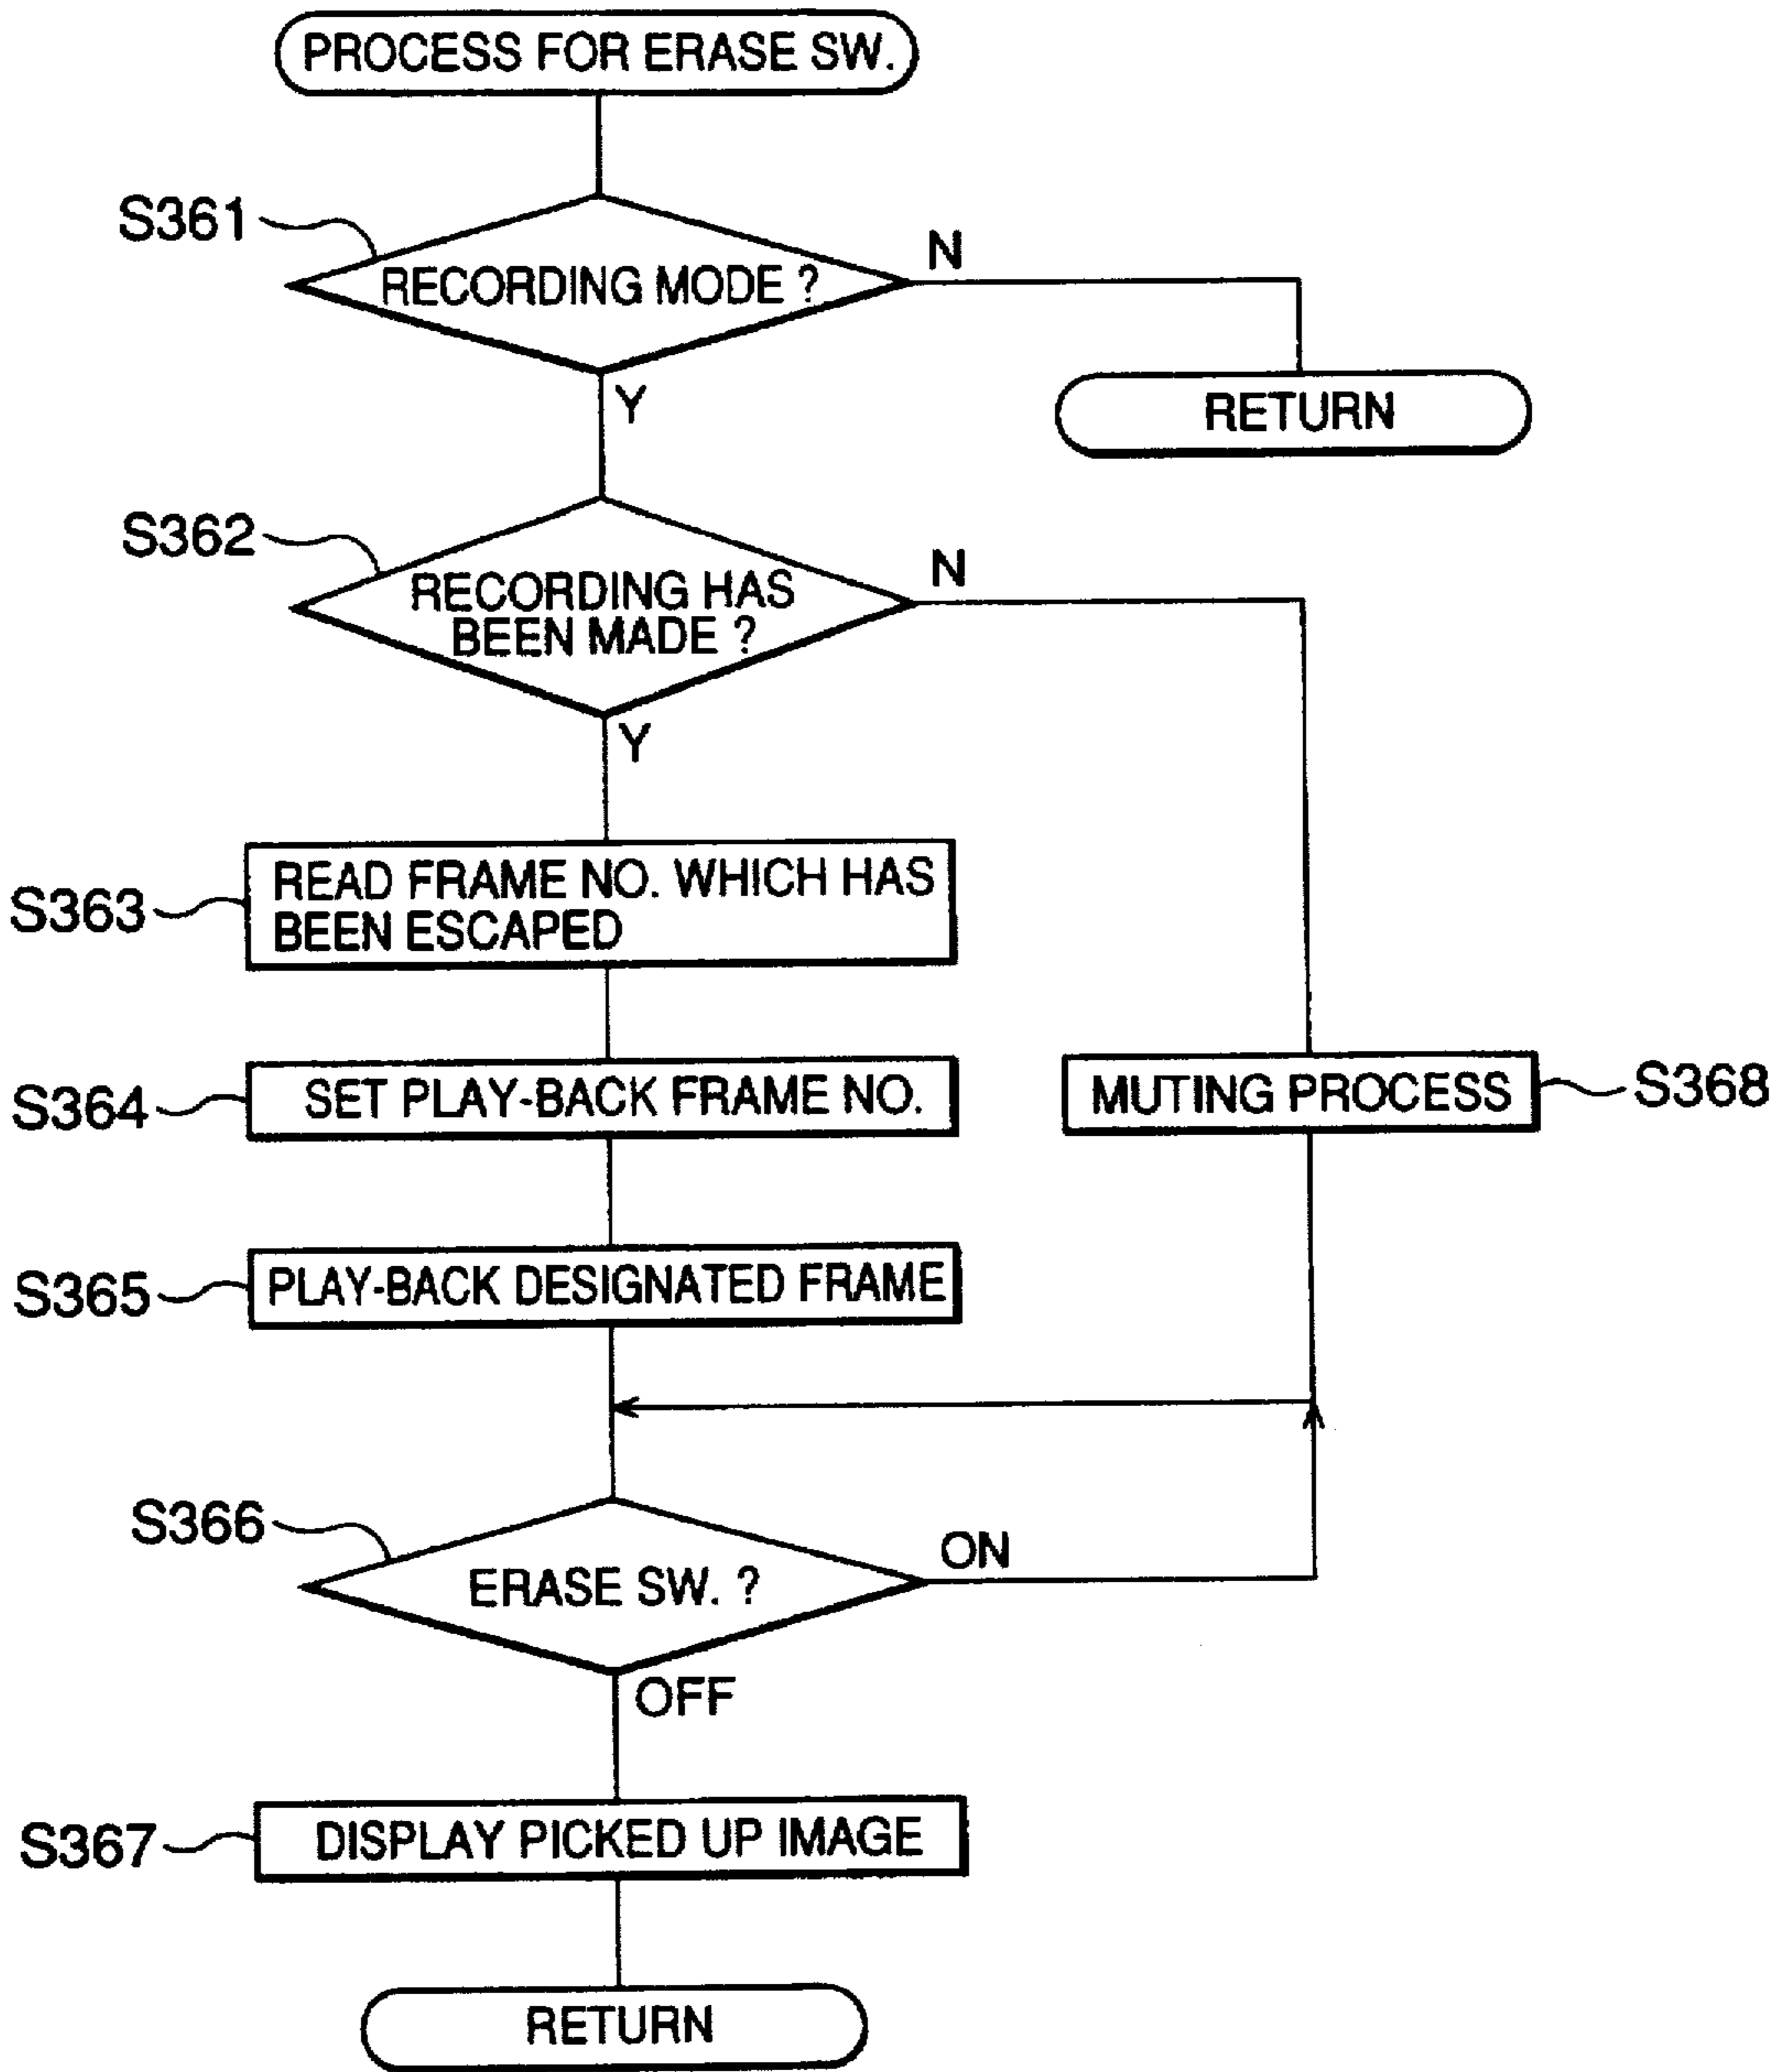 PROCESS FOR ERASE SW.
S361
RECORDING MODE ?
N
Y
RETURN
S362
RECORDING HAS
BEEN MADE ?
N
Y
S363
READ FRAME NO. WHICH HAS
BEEN ESCAPED
S364
SET PLAY-BACK FRAME NO.
MUTING PROCESS
S368
S365
PLAY-BACK DESIGNATED FRAME
S366
ERASE SW. ?
ON
OFF
S367
DISPLAY PICKED UP IMAGE
RETURN